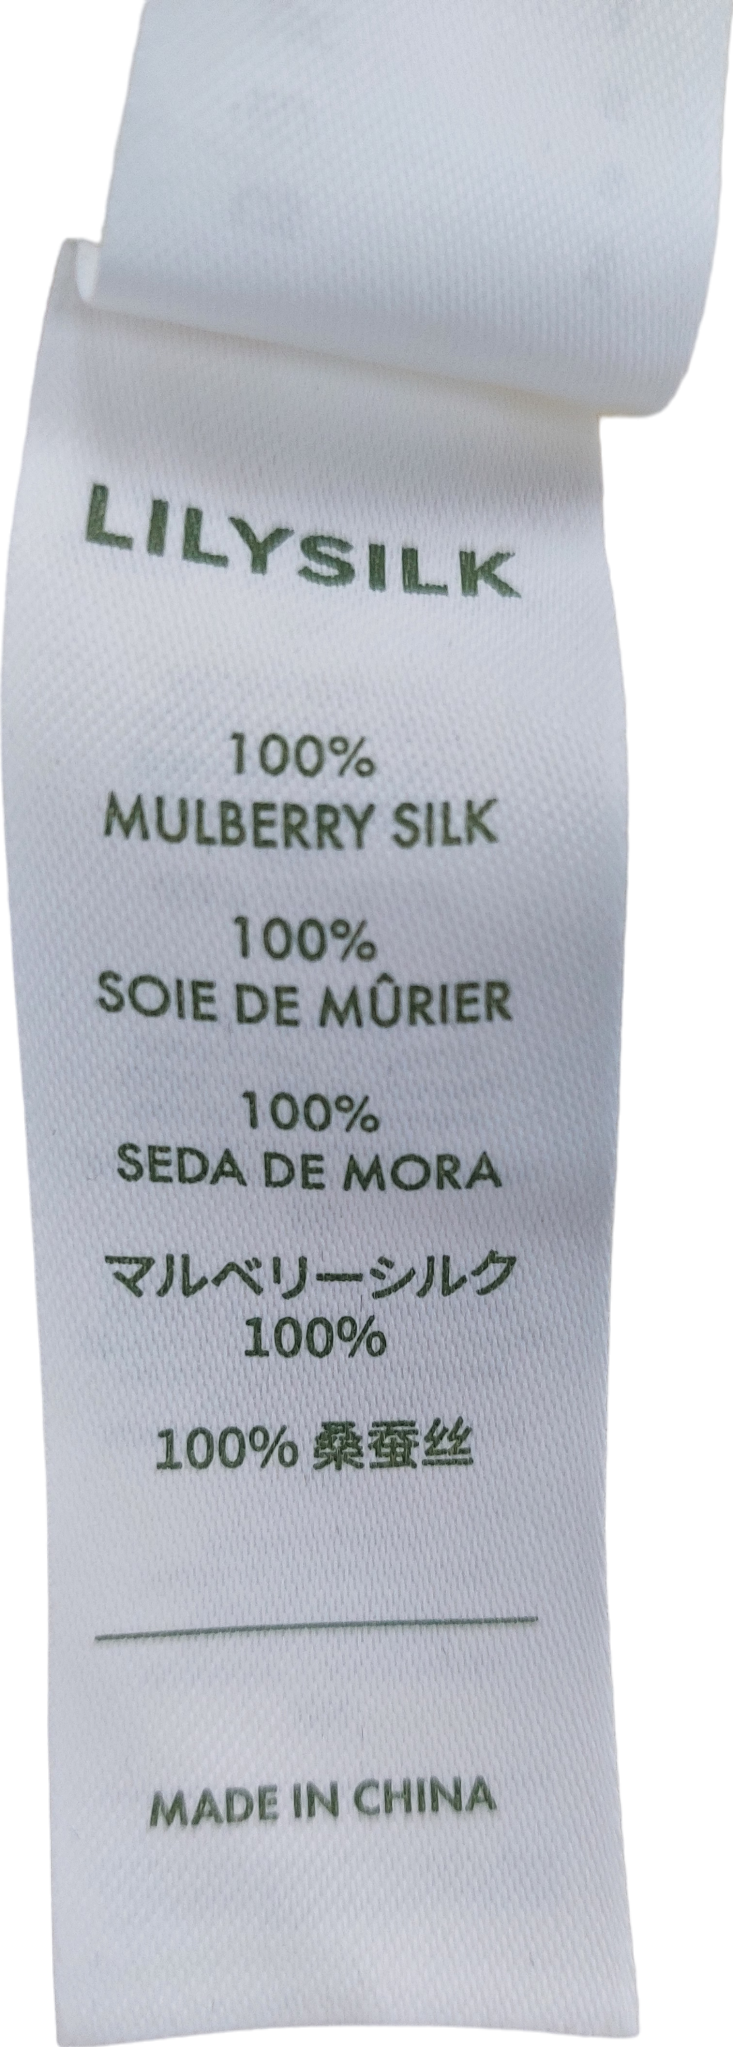 LILYSILK
100%
MULBERRY SILK
100%
SOIE DE MÛRIER
100%
SEDA DE MORA
マルベリーシルク
100%
100% 桑蚕丝
MADE IN CHINA